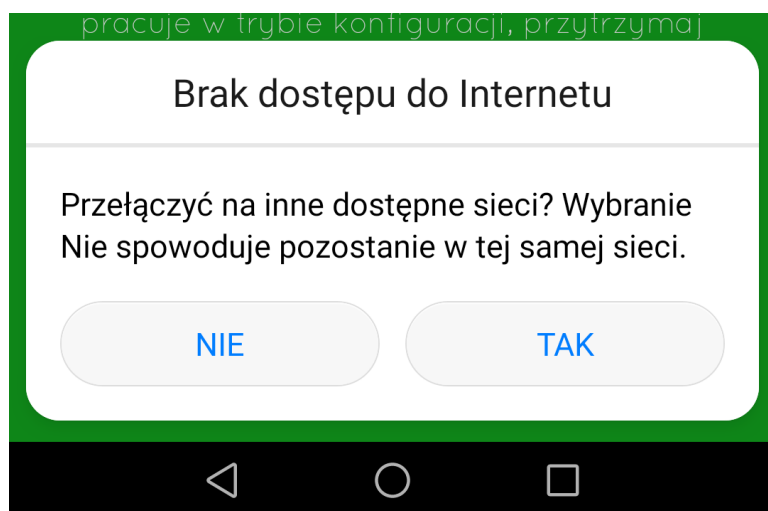 pracuje w trybie konfiguracji, przytrzymaj
Brak dostępu do Internetu
Przełączyć na inne dostępne sieci? Wybranie
Nie spowoduje pozostanie w tej samej sieci.
NIE
TAK